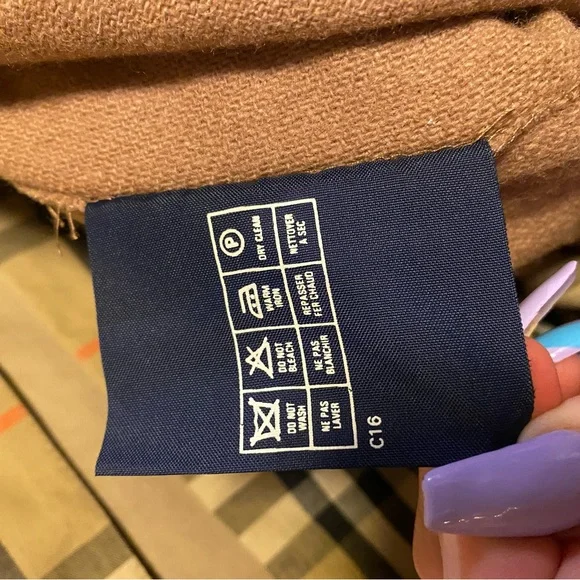 DO NOT
WASH
DO NOT
BLEACH
WARM
IRON
P
DRY CLEAN
NE PAS
LAVER
NE PAS
BLANCHIR
REPASSER
FER CHAUD
NETTOYER
A SEC
C16